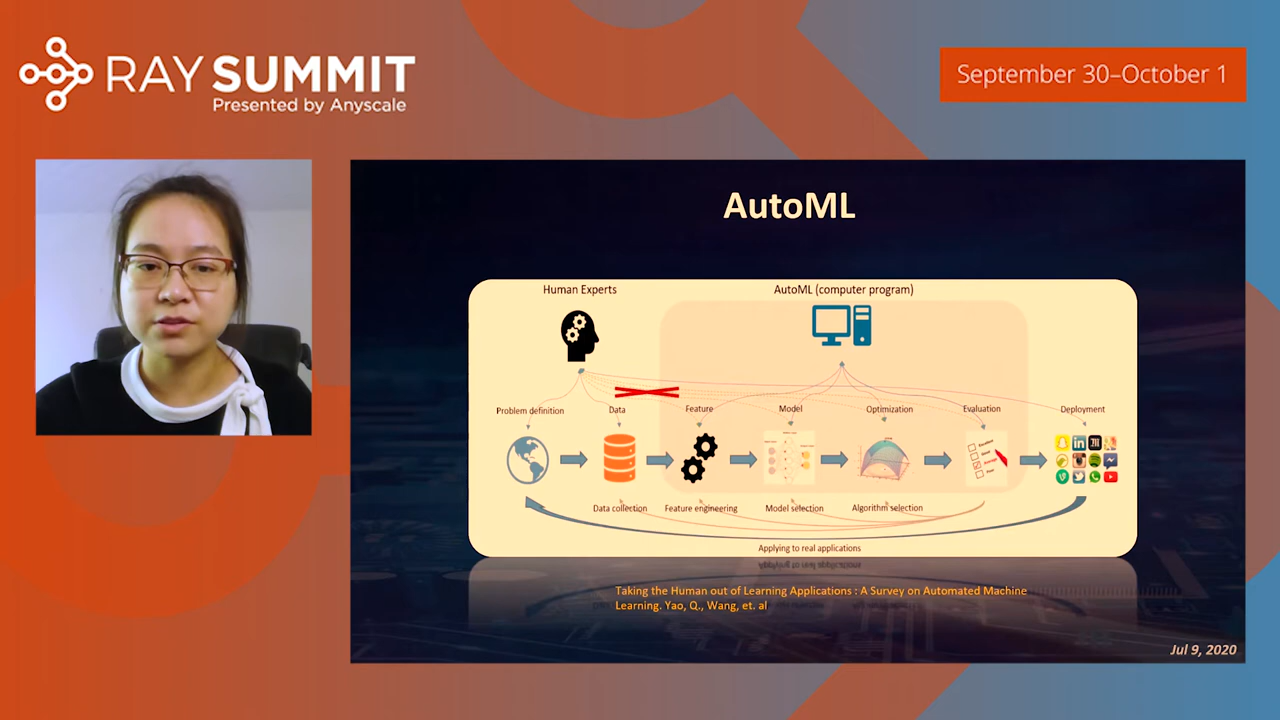 RAY SUMMIT
Presented by Anyscale
September 30–October 1
AutoML
Human Experts
AutoML (computer program)
Problem definition
Data
Feature
Model
Optimization
Evaluation
Deployment
Data collection
Feature engineering
Model selection
Algorithm selection
Applying to real applications
Taking the Human out of Learning Applications : A Survey on Automated Machine
Learning. Yao, Q., Wang, et. al
Jul 9, 2020